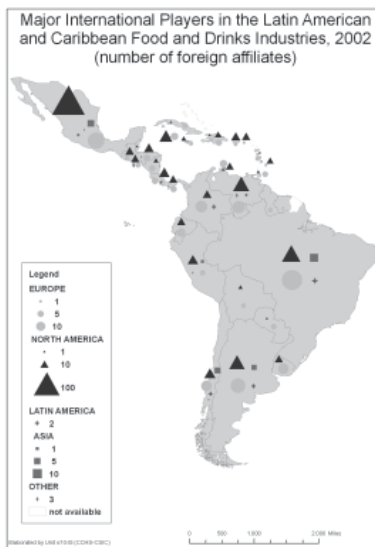 Major International Players in the Latin American
and Caribbean Food and Drinks Industries, 2002
(number of foreign affiliates)
Legend
EUROPE
1
5
10
NORTH AMERICA
1
10
100
LATIN AMERICA
2
ASIA
1
5
10
OTHER
3
not available
0 500 1,000 2,000 Miles